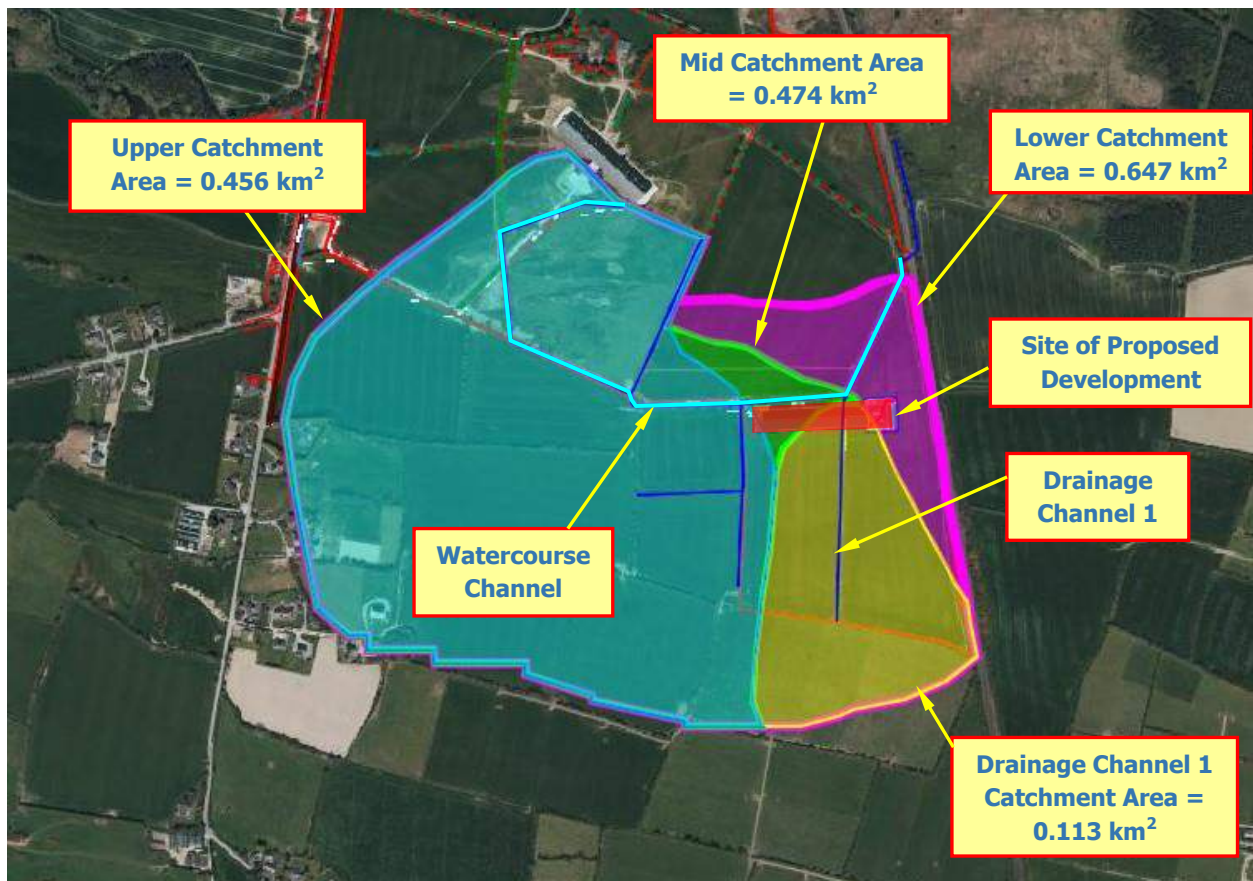 Mid Catchment Area
= 0.474 km²
Upper Catchment
Area = 0.456 km²
Lower Catchment
Area = 0.647 km²
Site of Proposed
Development
Drainage
Channel 1
Watercourse
Channel
Drainage Channel 1
Catchment Area =
0.113 km²